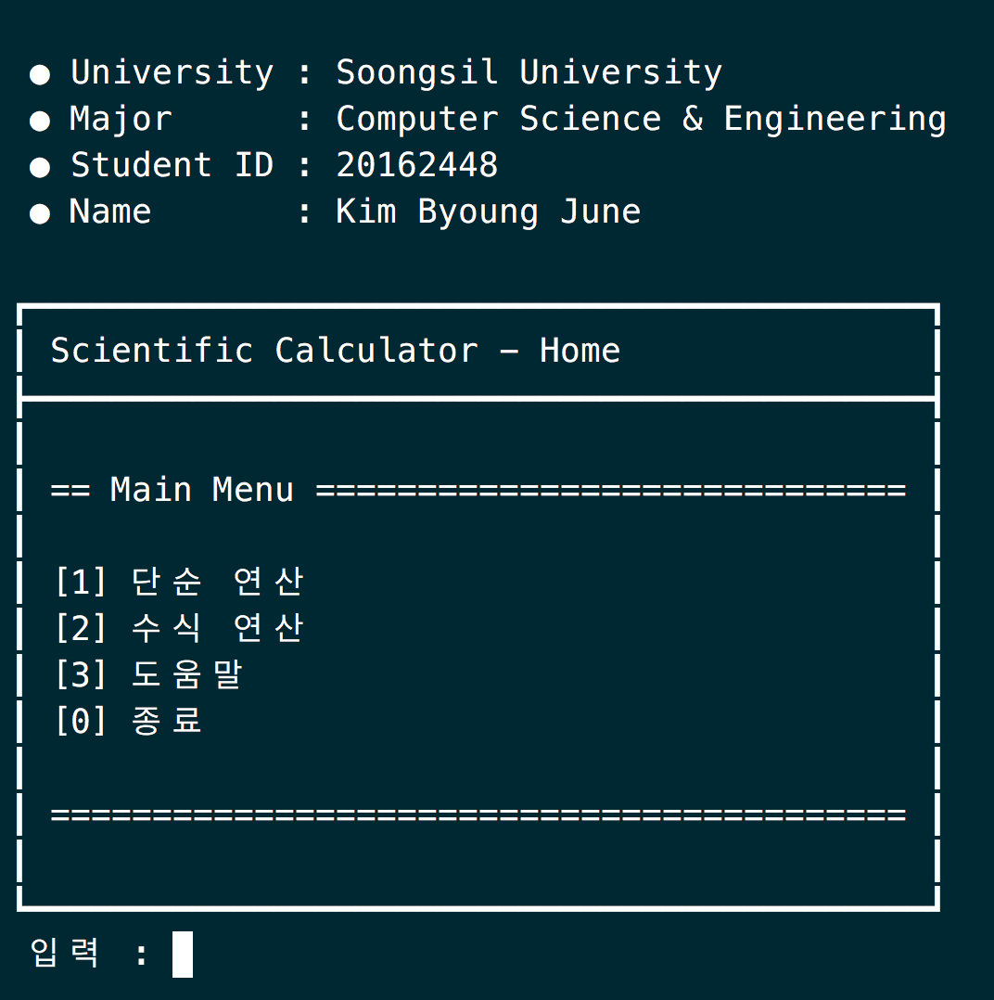 ● University : Soongsil University
● Major      : Computer Science & Engineering
● Student ID : 20162448
● Name       : Kim Byoung June
Scientific Calculator - Home
== Main Menu =============================
[1] 단순 연산
[2] 수식 연산
[3] 도움말
[0] 종료
==========================================
입력 :